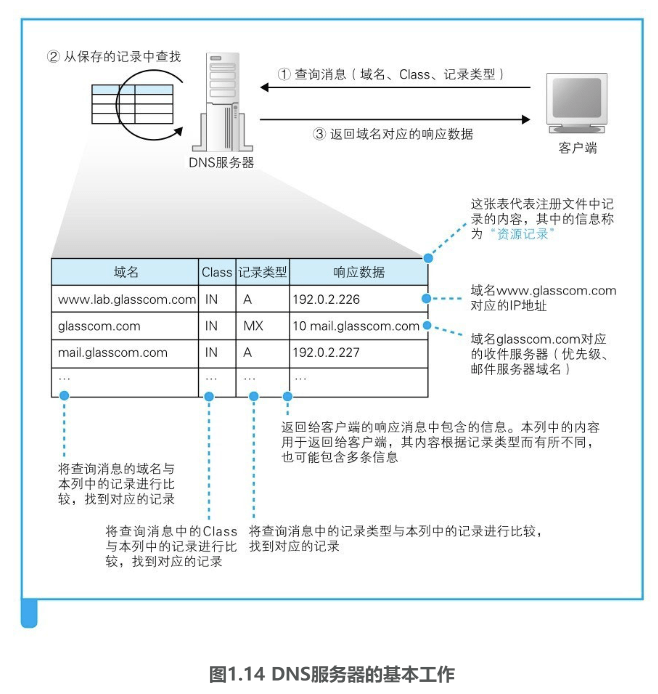 ② 从保存的记录中查找
① 查询消息（域名、Class、记录类型）
③ 返回域名对应的响应数据
DNS服务器
客户端
这张表代表注册文件中记
录的内容，其中的信息称
为“资源记录”
域名 Class 记录类型 响应数据
www.lab.glasscom.com IN A 192.0.2.226
glasscom.com IN MX 10 mail.glasscom.com
mail.glasscom.com IN A 192.0.2.227
… … … …
域名www.glasscom.com
对应的IP地址
域名glasscom.com对应
的收件服务器（优先级、
邮件服务器域名）
返回给客户端的响应消息中包含的信息。本列中的内容
用于返回给客户端，其内容根据记录类型而有所不同，
也可能包含多条信息
将查询消息的域名与
本列中的记录进行比
较，找到对应的记录
将查询消息中的Class
与本列中的记录进行比
较，找到对应的记录
将查询消息中的记录类型与本列中的记录进行比较，
找到对应的记录
图1.14 DNS服务器的基本工作